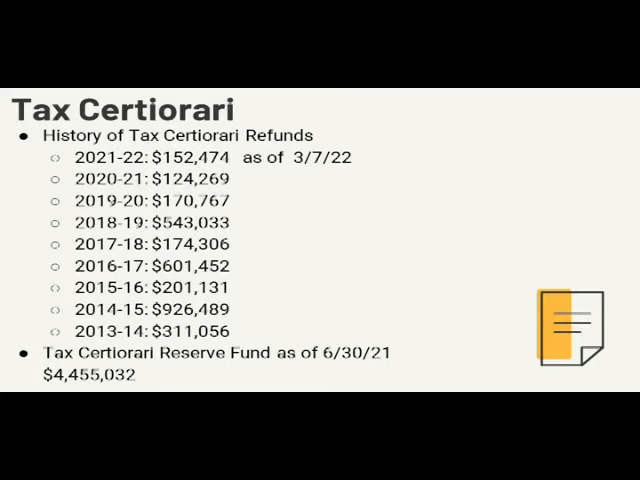 Tax Certiorari
● History of Tax Certiorari Refunds
○ 2021-22: $152,474 as of 3/7/22
○ 2020-21: $124,269
○ 2019-20: $170,767
○ 2018-19: $543,033
○ 2017-18: $174,306
○ 2016-17: $601,452
○ 2015-16: $201,131
○ 2014-15: $926,489
○ 2013-14: $311,056
● Tax Certiorari Reserve Fund as of 6/30/21
$4,455,032